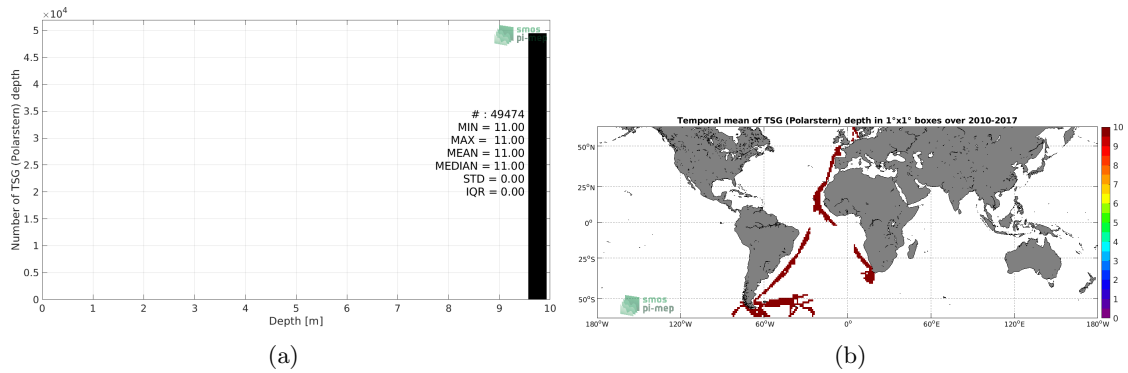 ×10⁴
5
4.5
4
3.5
3
2.5
2
1.5
1
0.5
0
Number of TSG (Polarstern) depth
smos
pi-mep
# : 49474
MIN = 11.00
MAX = 11.00
MEAN = 11.00
MEDIAN = 11.00
STD = 0.00
IQR = 0.00
0 1 2 3 4 5 6 7 8 9 10
Depth [m]
(a)
Temporal mean of TSG (Polarstern) depth in 1°x1° boxes over 2010-2017
50°N
25°N
0°
25°S
50°S
smos
pi-mep
180°W 120°W 60°W 0° 60°E 120°E 180°W
10
9
8
7
6
5
4
3
2
1
0
(b)